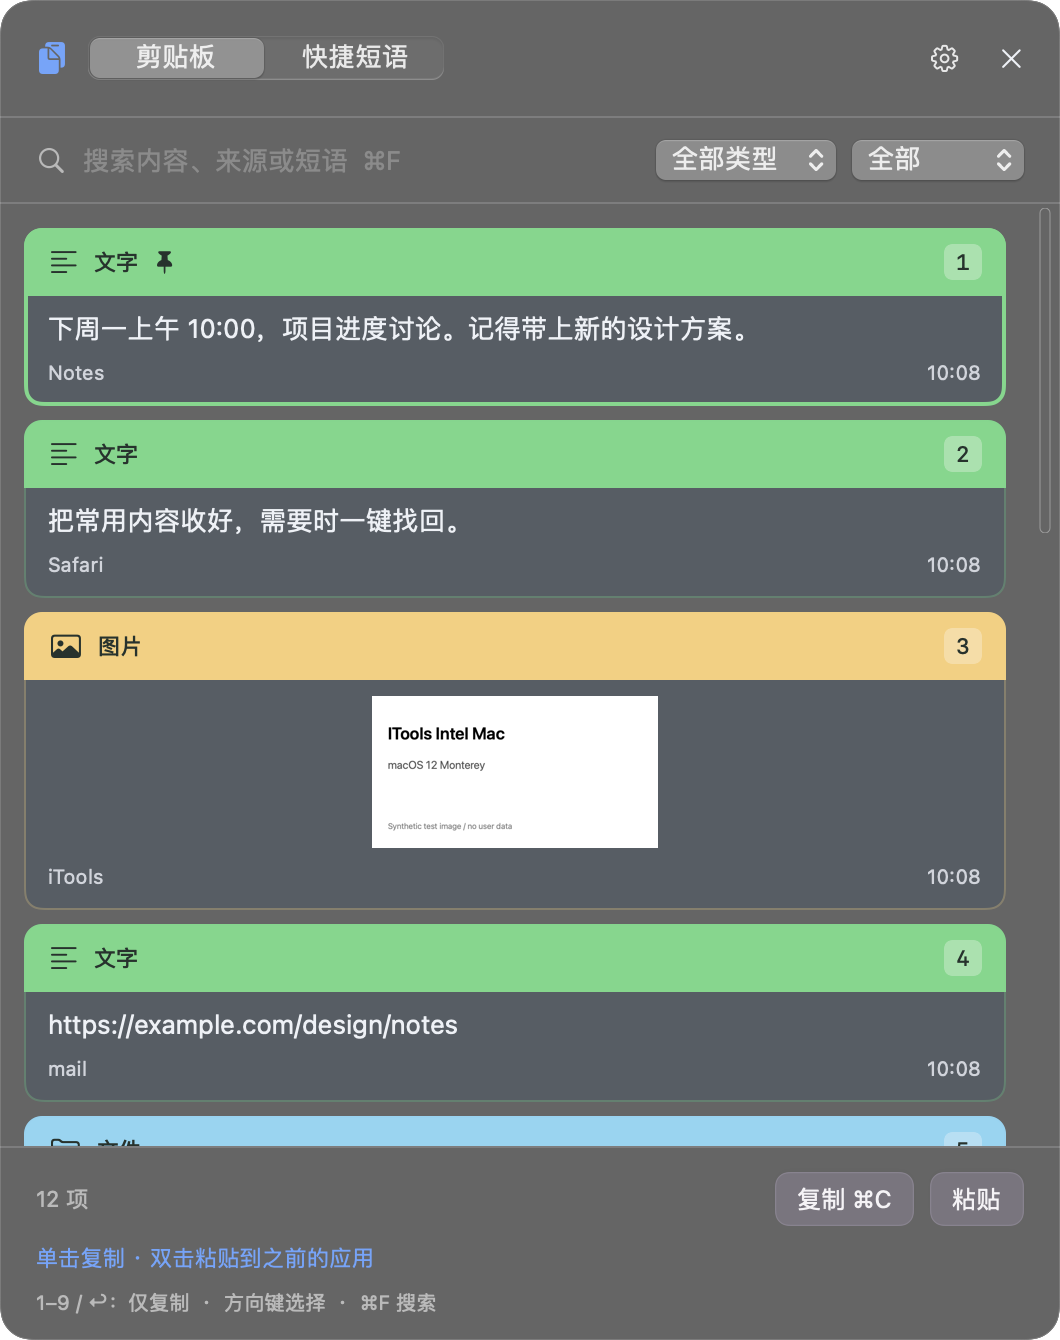 剪贴板 快捷短语
搜索内容、来源或短语 ⌘F 全部类型 全部
文字 1
下周一上午 10:00，项目进度讨论。记得带上新的设计方案。
Notes 10:08
文字 2
把常用内容收好，需要时一键找回。
Safari 10:08
图片 3
ITools Intel Mac
macOS 12 Monterey
Synthetic test image / no user data
iTools 10:08
文字 4
https://example.com/design/notes
mail 10:08
文件 5
12 项 复制 ⌘C 粘贴
单击复制 · 双击粘贴到之前的应用
1–9 / ↩: 仅复制 · 方向键选择 · ⌘F 搜索